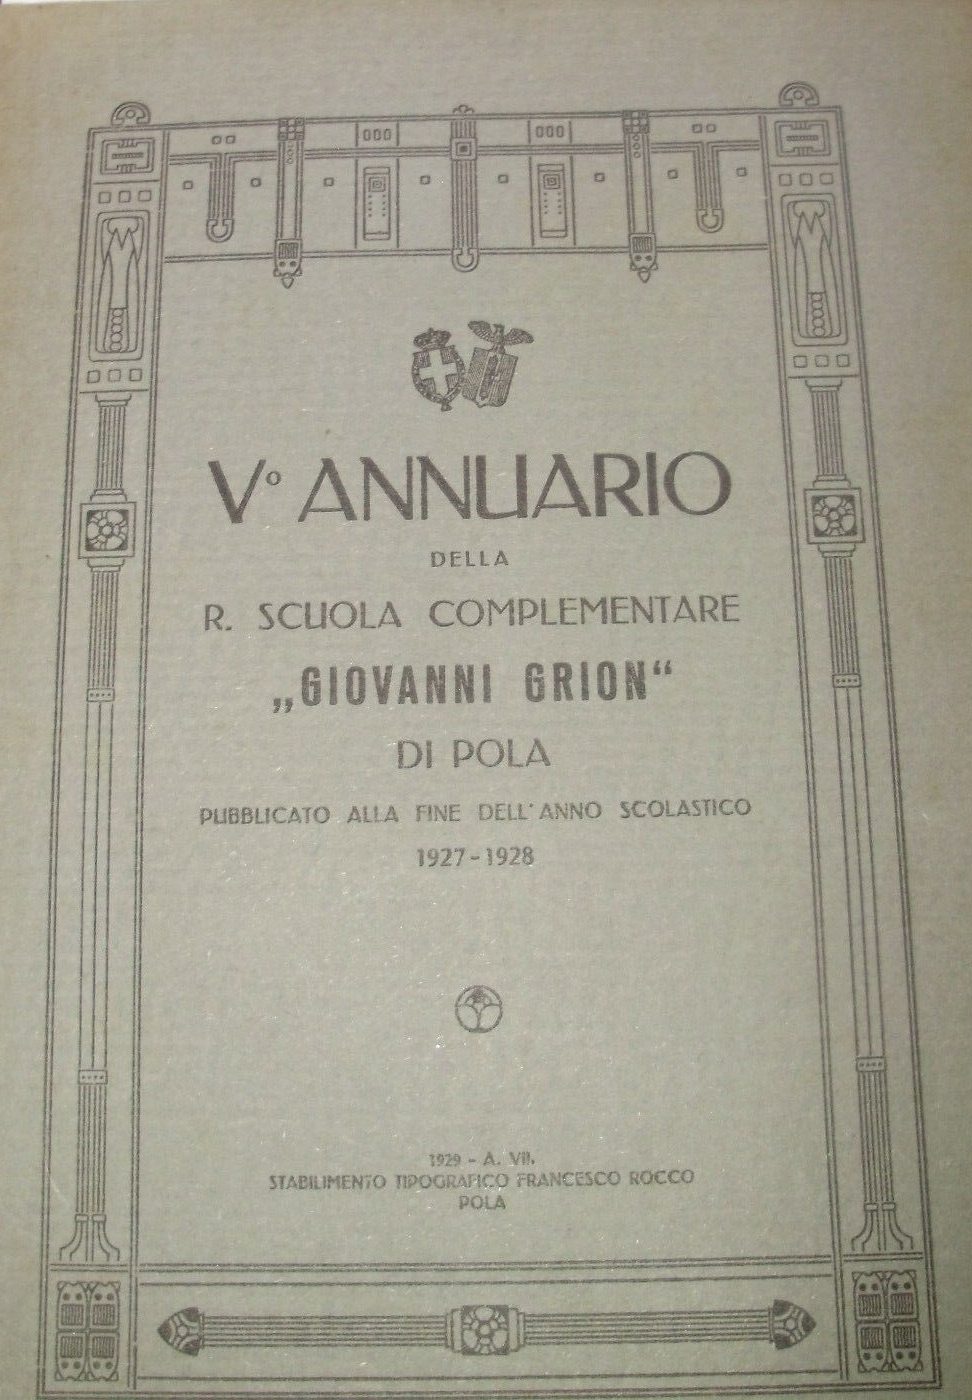 V° ANNUARIO
DELLA
R. SCUOLA COMPLEMENTARE
„GIOVANNI GRION“
DI POLA
PUBBLICATO ALLA FINE DELL'ANNO SCOLASTICO
1927-1928
1929 - A. VII.
STABILIMENTO TIPOGRAFICO FRANCESCO ROCCO
POLA